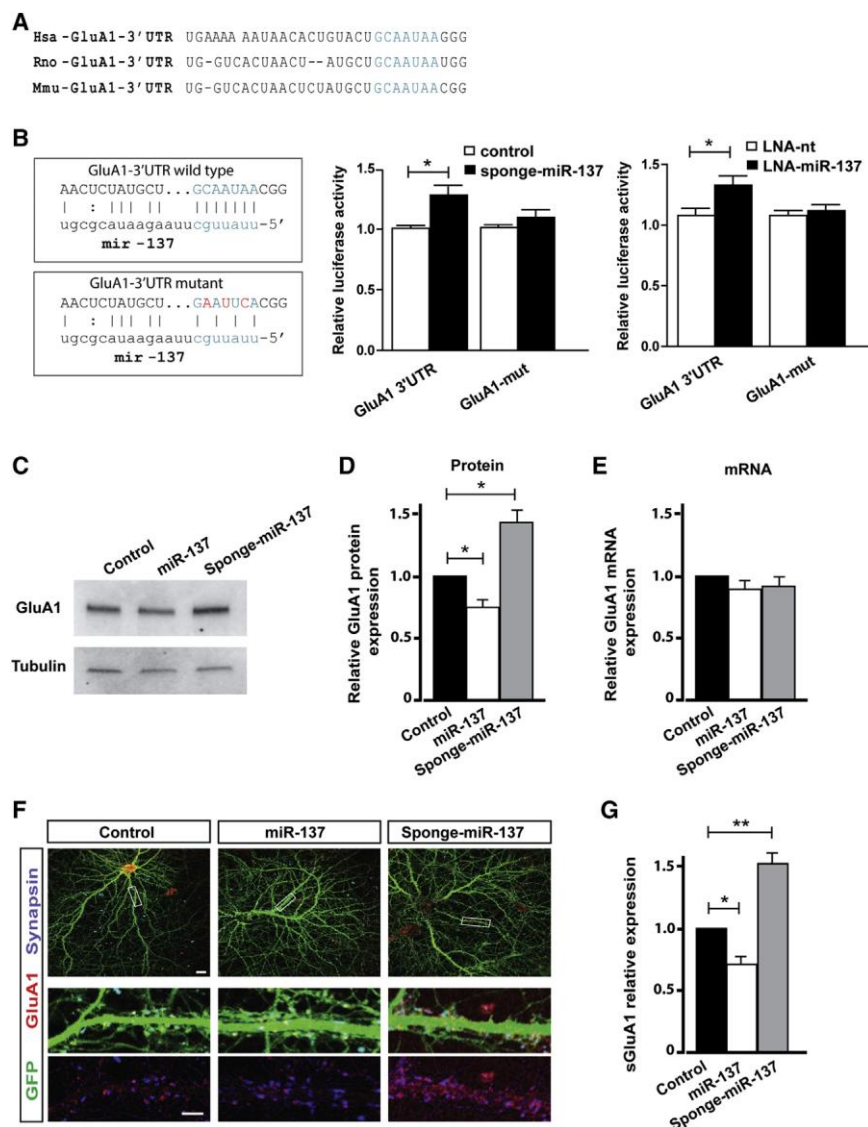 A
Hsa-GluA1-3'UTR UGAAAA AAUAACACUGUACUGCAAUAAGGG
Rno-GluA1-3'UTR UG-GUCACUAACU--AUGCUGCAAUAAUGG
Mmu-GluA1-3'UTR UG-GUCACUAACUCUAUGCUGCAAUAACGG
B
GluA1-3'UTR wild type
AACUCUAUGCU...GCAAUAACGG
| : ||| || |||||||
ugcgcauaagaauucguuauu-5'
mir-137
GluA1-3'UTR mutant
AACUCUAUGCU...GAAUUCACGG
| : ||| || | | | |
ugcgcauaagaauucguuauu-5'
mir-137
Relative luciferase activity
1.5
1.0
0.5
0.0
*
control
sponge-miR-137
GluA1 3'UTR
GluA1-mut
Relative luciferase activity
1.5
1.0
0.5
0.0
*
LNA-nt
LNA-miR-137
GluA1 3'UTR
GluA1-mut
C
Control
miR-137
Sponge-miR-137
GluA1
Tubulin
D
Protein
Relative GluA1 protein
expression
1.5
1.0
0.5
0
*
*
Control
miR-137
Sponge-miR-137
E
mRNA
Relative GluA1 mRNA
expression
1.5
1.0
0.5
0
Control
miR-137
Sponge-miR-137
F
Control
miR-137
Sponge-miR-137
GFP GluA1 Synapsin
G
sGluA1 relative expression
1.5
1.0
0.5
0
**
*
Control
miR-137
Sponge-miR-137